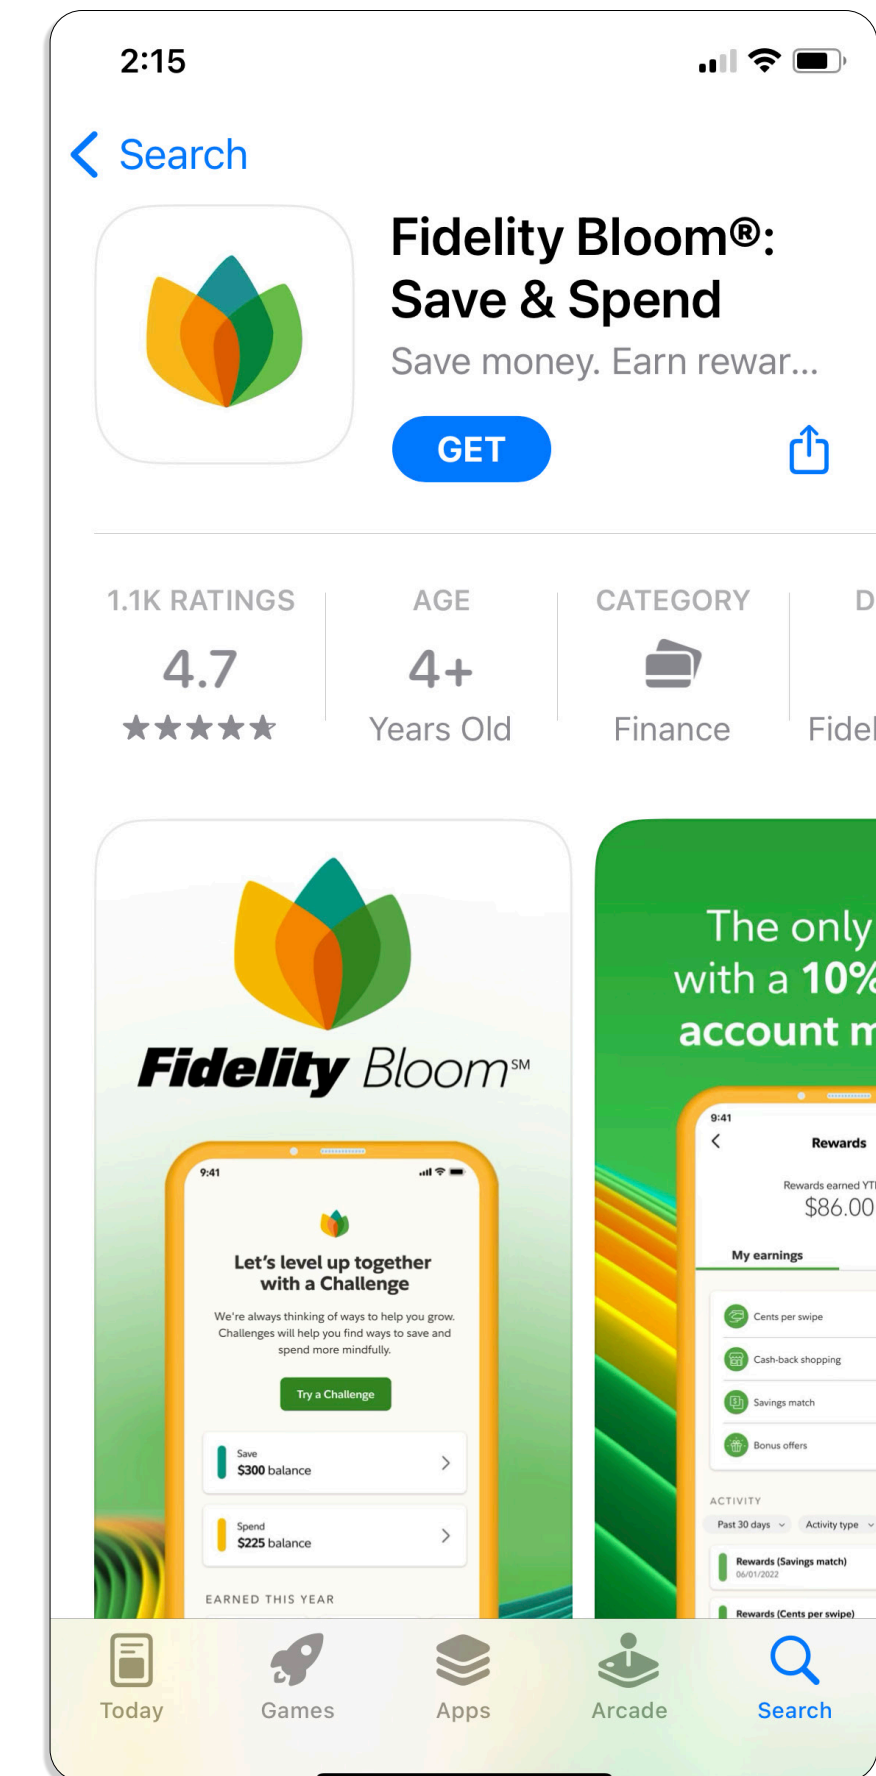 2:15
Search
Fidelity Bloom®:
Save & Spend
Save money. Earn rewar...
GET
1.1K RATINGS
4.7
AGE
4+
Years Old
CATEGORY
Finance
D
Fidel
Fidelity Bloom℠
9:41
Let's level up together
with a Challenge
We're always thinking of ways to help you grow.
Challenges will help you find ways to save and
spend more mindfully.
Try a Challenge
Save
$300 balance
Spend
$225 balance
EARNED THIS YEAR
The only
with a 10%
account m
9:41
Rewards
Rewards earned YT
$86.00
My earnings
Cents per swipe
Cash-back shopping
Savings match
Bonus offers
ACTIVITY
Past 30 days
Activity type
Rewards (Savings match)
06/01/2022
Rewards (Cents per swipe)
Today
Games
Apps
Arcade
Search